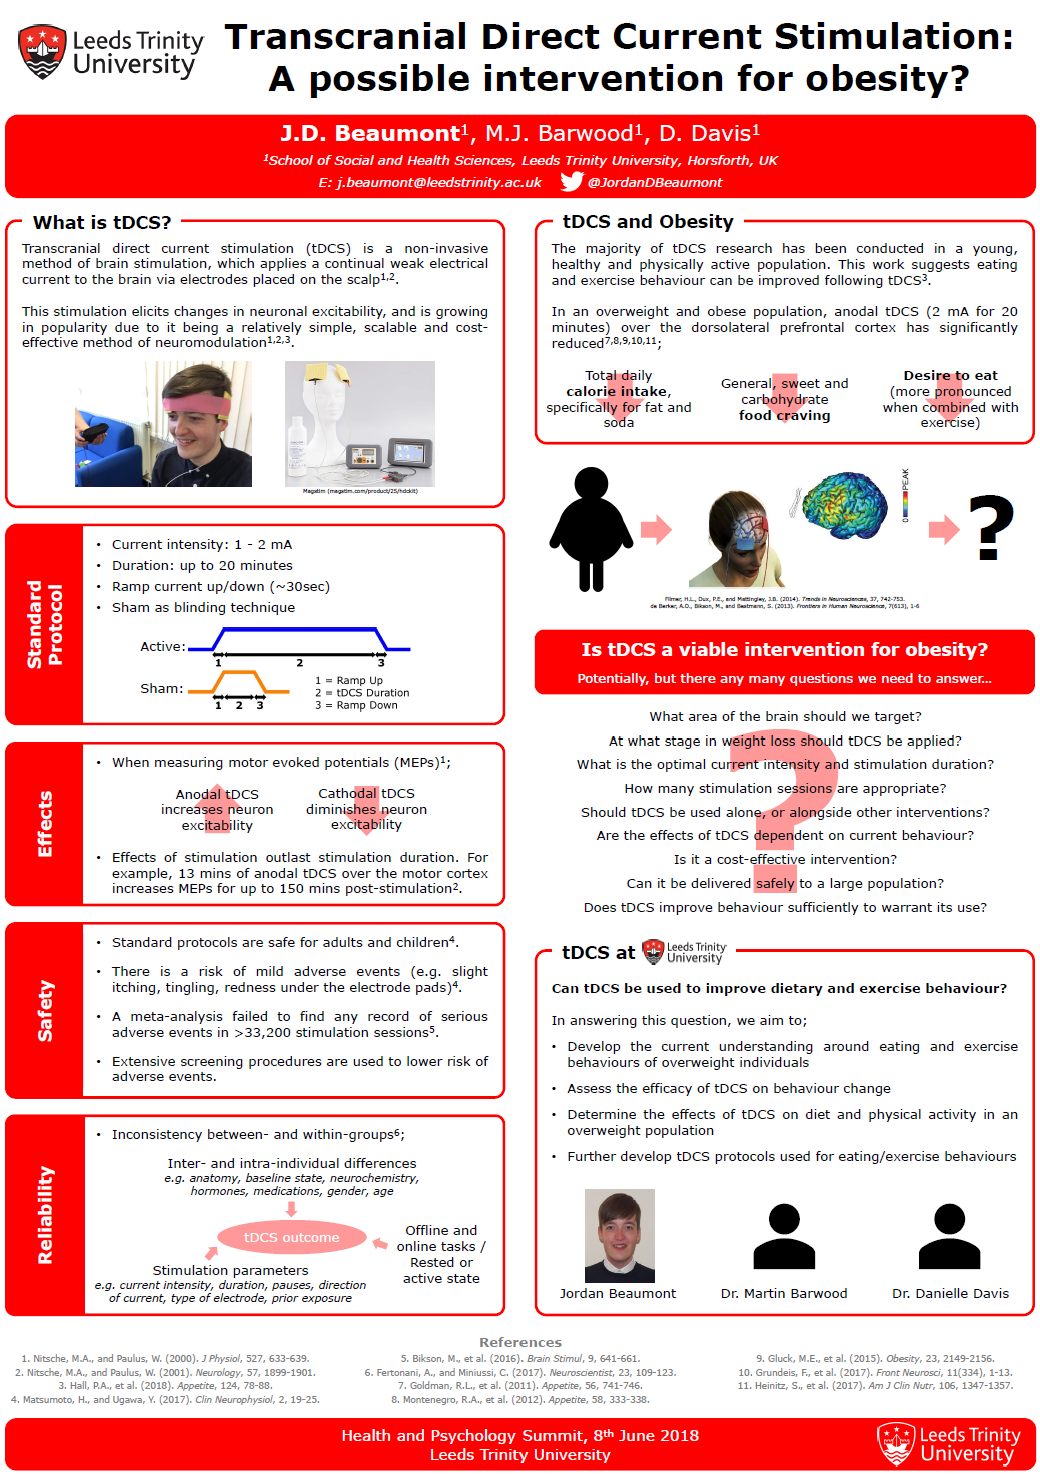 Leeds Trinity
University
Transcranial Direct Current Stimulation:
A possible intervention for obesity?
J.D. Beaumont¹, M.J. Barwood¹, D. Davis¹
¹School of Social and Health Sciences, Leeds Trinity University, Horsforth, UK
E: j.beaumont@leedstrinity.ac.uk @JordanDBeaumont
What is tDCS?
Transcranial direct current stimulation (tDCS) is a non-invasive
method of brain stimulation, which applies a continual weak electrical
current to the brain via electrodes placed on the scalp¹,².
This stimulation elicits changes in neuronal excitability, and is growing
in popularity due to it being a relatively simple, scalable and cost-
effective method of neuromodulation¹,²,³.
Magstim (magstim.com/product/25/hdckit)
Standard
Protocol
• Current intensity: 1 - 2 mA
• Duration: up to 20 minutes
• Ramp current up/down (~30sec)
• Sham as blinding technique
Active:
1 2 3
Sham:
1 2 3
1 = Ramp Up
2 = tDCS Duration
3 = Ramp Down
Effects
• When measuring motor evoked potentials (MEPs)¹;
Anodal tDCS
increases neuron
excitability
Cathodal tDCS
diminishes neuron
excitability
• Effects of stimulation outlast stimulation duration. For
example, 13 mins of anodal tDCS over the motor cortex
increases MEPs for up to 150 mins post-stimulation².
Safety
• Standard protocols are safe for adults and children⁴.
• There is a risk of mild adverse events (e.g. slight
itching, tingling, redness under the electrode pads)⁴.
• A meta-analysis failed to find any record of serious
adverse events in >33,200 stimulation sessions⁵.
• Extensive screening procedures are used to lower risk of
adverse events.
Reliability
• Inconsistency between- and within-groups⁶;
Inter- and intra-individual differences
e.g. anatomy, baseline state, neurochemistry,
hormones, medications, gender, age
tDCS outcome
Offline and
online tasks /
Rested or
active state
Stimulation parameters
e.g. current intensity, duration, pauses, direction
of current, type of electrode, prior exposure
tDCS and Obesity
The majority of tDCS research has been conducted in a young,
healthy and physically active population. This work suggests eating
and exercise behaviour can be improved following tDCS³.
In an overweight and obese population, anodal tDCS (2 mA for 20
minutes) over the dorsolateral prefrontal cortex has significantly
reduced⁷,⁸,⁹,¹⁰,¹¹;
Total daily
calorie intake,
specifically for fat and
soda
General, sweet and
carbohydrate
food craving
Desire to eat
(more pronounced
when combined with
exercise)
0 PEAK
?
Filmer, H.L., Dux, P.E., and Mattingley, J.B. (2014). Trends in Neurosciences, 37, 742-753.
de Berker, A.O., Bikson, M., and Bestmann, S. (2013). Frontiers in Human Neuroscience, 7(613), 1-6
Is tDCS a viable intervention for obesity?
Potentially, but there any many questions we need to answer...
?
What area of the brain should we target?
At what stage in weight loss should tDCS be applied?
What is the optimal current intensity and stimulation duration?
How many stimulation sessions are appropriate?
Should tDCS be used alone, or alongside other interventions?
Are the effects of tDCS dependent on current behaviour?
Is it a cost-effective intervention?
Can it be delivered safely to a large population?
Does tDCS improve behaviour sufficiently to warrant its use?
tDCS at Leeds Trinity
University
Can tDCS be used to improve dietary and exercise behaviour?
In answering this question, we aim to;
• Develop the current understanding around eating and exercise
behaviours of overweight individuals
• Assess the efficacy of tDCS on behaviour change
• Determine the effects of tDCS on diet and physical activity in an
overweight population
• Further develop tDCS protocols used for eating/exercise behaviours
Jordan Beaumont
Dr. Martin Barwood
Dr. Danielle Davis
References
1. Nitsche, M.A., and Paulus, W. (2000). J Physiol, 527, 633-639.
2. Nitsche, M.A., and Paulus, W. (2001). Neurology, 57, 1899-1901.
3. Hall, P.A., et al. (2018). Appetite, 124, 78-88.
4. Matsumoto, H., and Ugawa, Y. (2017). Clin Neurophysiol, 2, 19-25.
5. Bikson, M., et al. (2016). Brain Stimul, 9, 641-661.
6. Fertonani, A., and Miniussi, C. (2017). Neuroscientist, 23, 109-123.
7. Goldman, R.L., et al. (2011). Appetite, 56, 741-746.
8. Montenegro, R.A., et al. (2012). Appetite, 58, 333-338.
9. Gluck, M.E., et al. (2015). Obesity, 23, 2149-2156.
10. Grundeis, F., et al. (2017). Front Neurosci, 11(334), 1-13.
11. Heinitz, S., et al. (2017). Am J Clin Nutr, 106, 1347-1357.
Health and Psychology Summit, 8th June 2018
Leeds Trinity University
Leeds Trinity
University